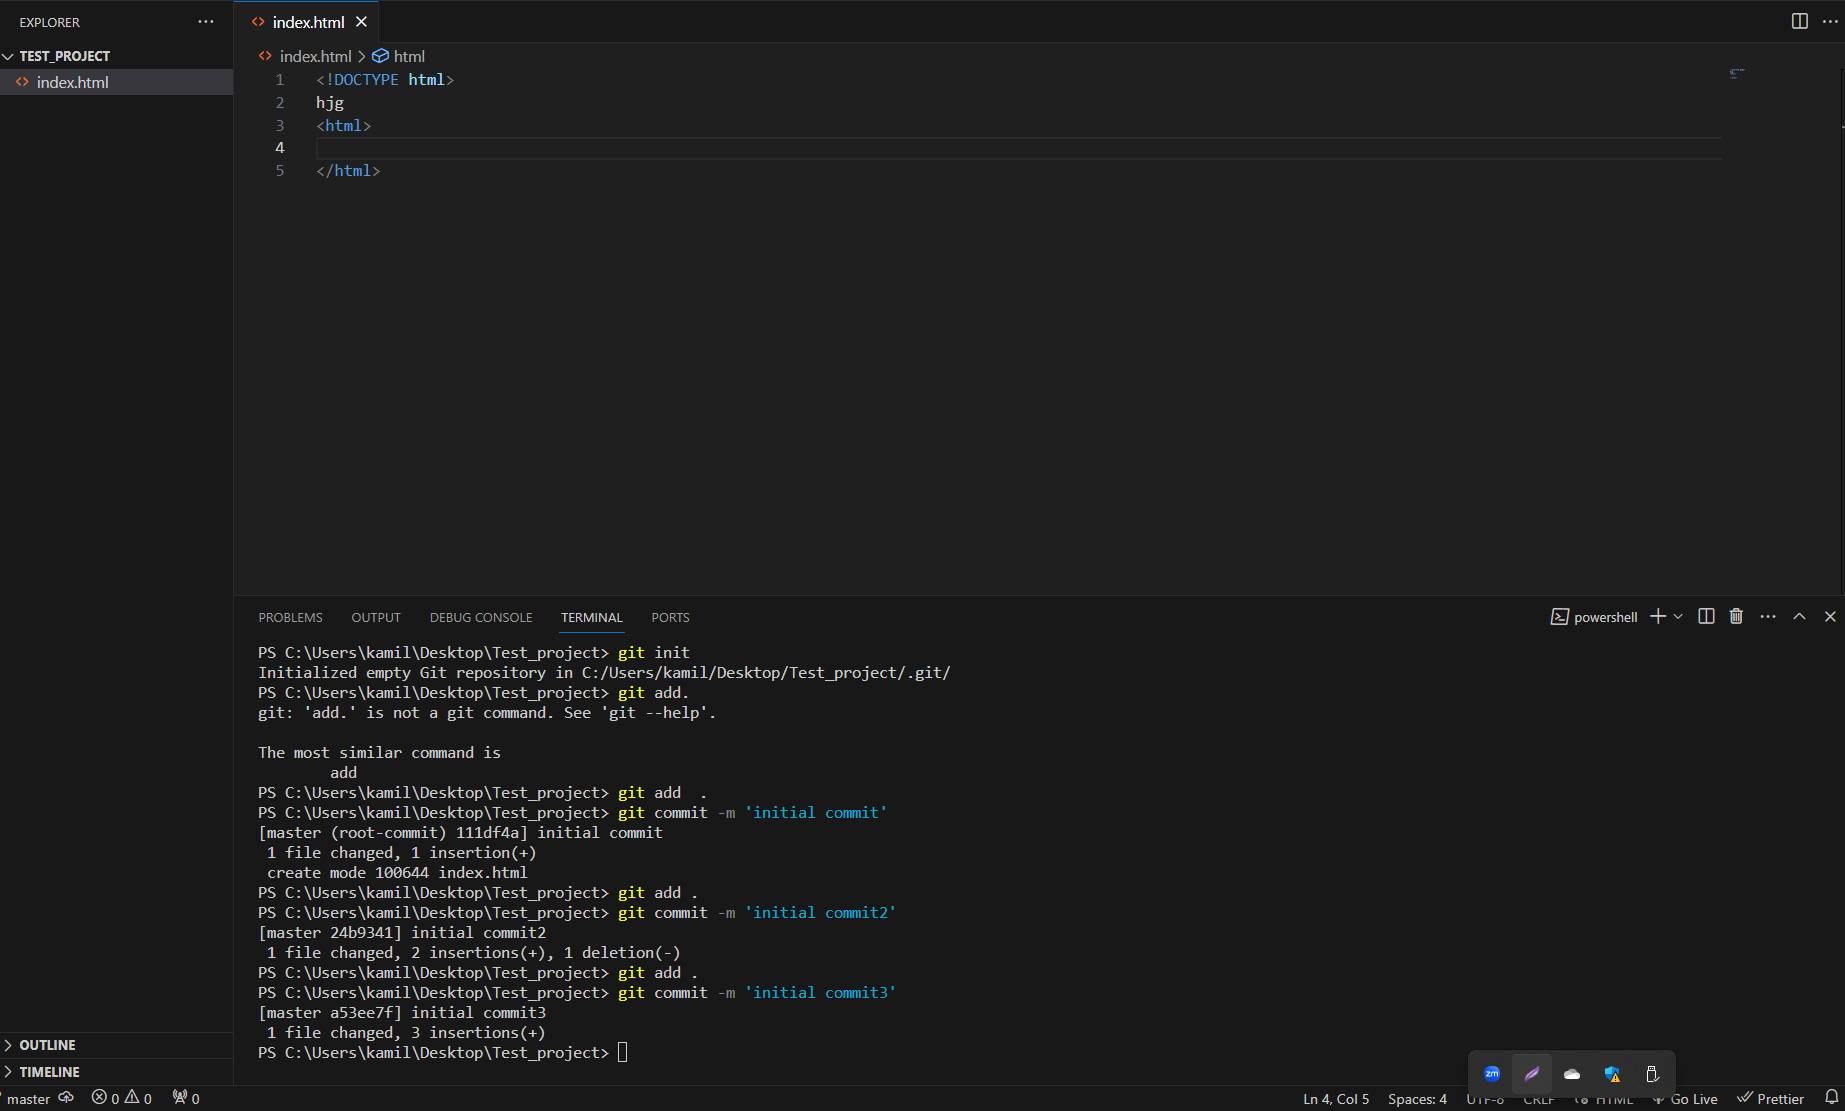 EXPLORER
TEST_PROJECT
index.html
index.html
index.html > html
1 <!DOCTYPE html>
2 hjg
3 <html>
4
5 </html>
PROBLEMS OUTPUT DEBUG CONSOLE TERMINAL PORTS
powershell
PS C:\Users\kamil\Desktop\Test_project> git init
Initialized empty Git repository in C:/Users/kamil/Desktop/Test_project/.git/
PS C:\Users\kamil\Desktop\Test_project> git add.
git: 'add.' is not a git command. See 'git --help'.
The most similar command is
add
PS C:\Users\kamil\Desktop\Test_project> git add  .
PS C:\Users\kamil\Desktop\Test_project> git commit -m 'initial commit'
[master (root-commit) 111df4a] initial commit
1 file changed, 1 insertion(+)
create mode 100644 index.html
PS C:\Users\kamil\Desktop\Test_project> git add .
PS C:\Users\kamil\Desktop\Test_project> git commit -m 'initial commit2'
[master 24b9341] initial commit2
1 file changed, 2 insertions(+), 1 deletion(-)
PS C:\Users\kamil\Desktop\Test_project> git add .
PS C:\Users\kamil\Desktop\Test_project> git commit -m 'initial commit3'
[master a53ee7f] initial commit3
1 file changed, 3 insertions(+)
PS C:\Users\kamil\Desktop\Test_project>
OUTLINE
TIMELINE
zm
master 0 0 0
Ln 4, Col 5 Spaces: 4 UTF-8 CRLF HTML Go Live Prettier